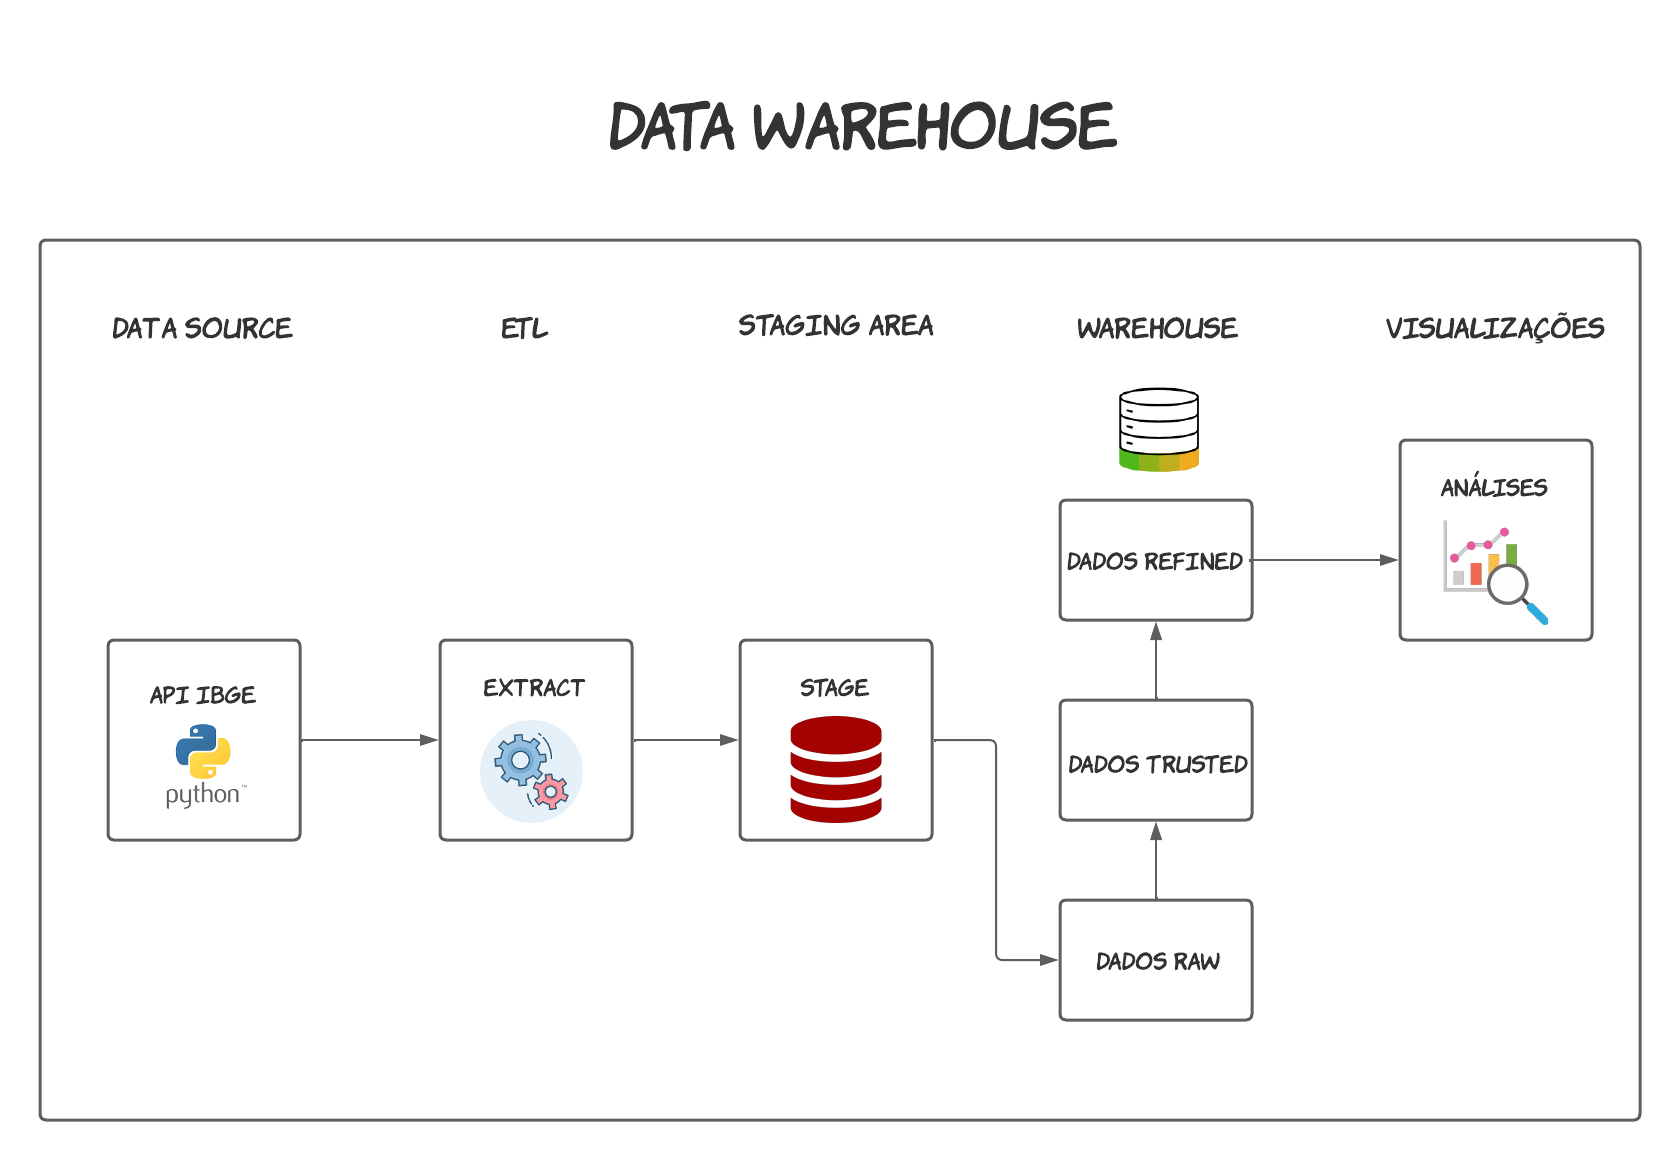 DATA WAREHOUSE
DATA SOURCE
ETL
STAGING AREA
WAREHOUSE
VISUALIZAÇÕES
API IBGE
python™
EXTRACT
STAGE
DADOS REFINED
DADOS TRUSTED
DADOS RAW
ANÁLISES